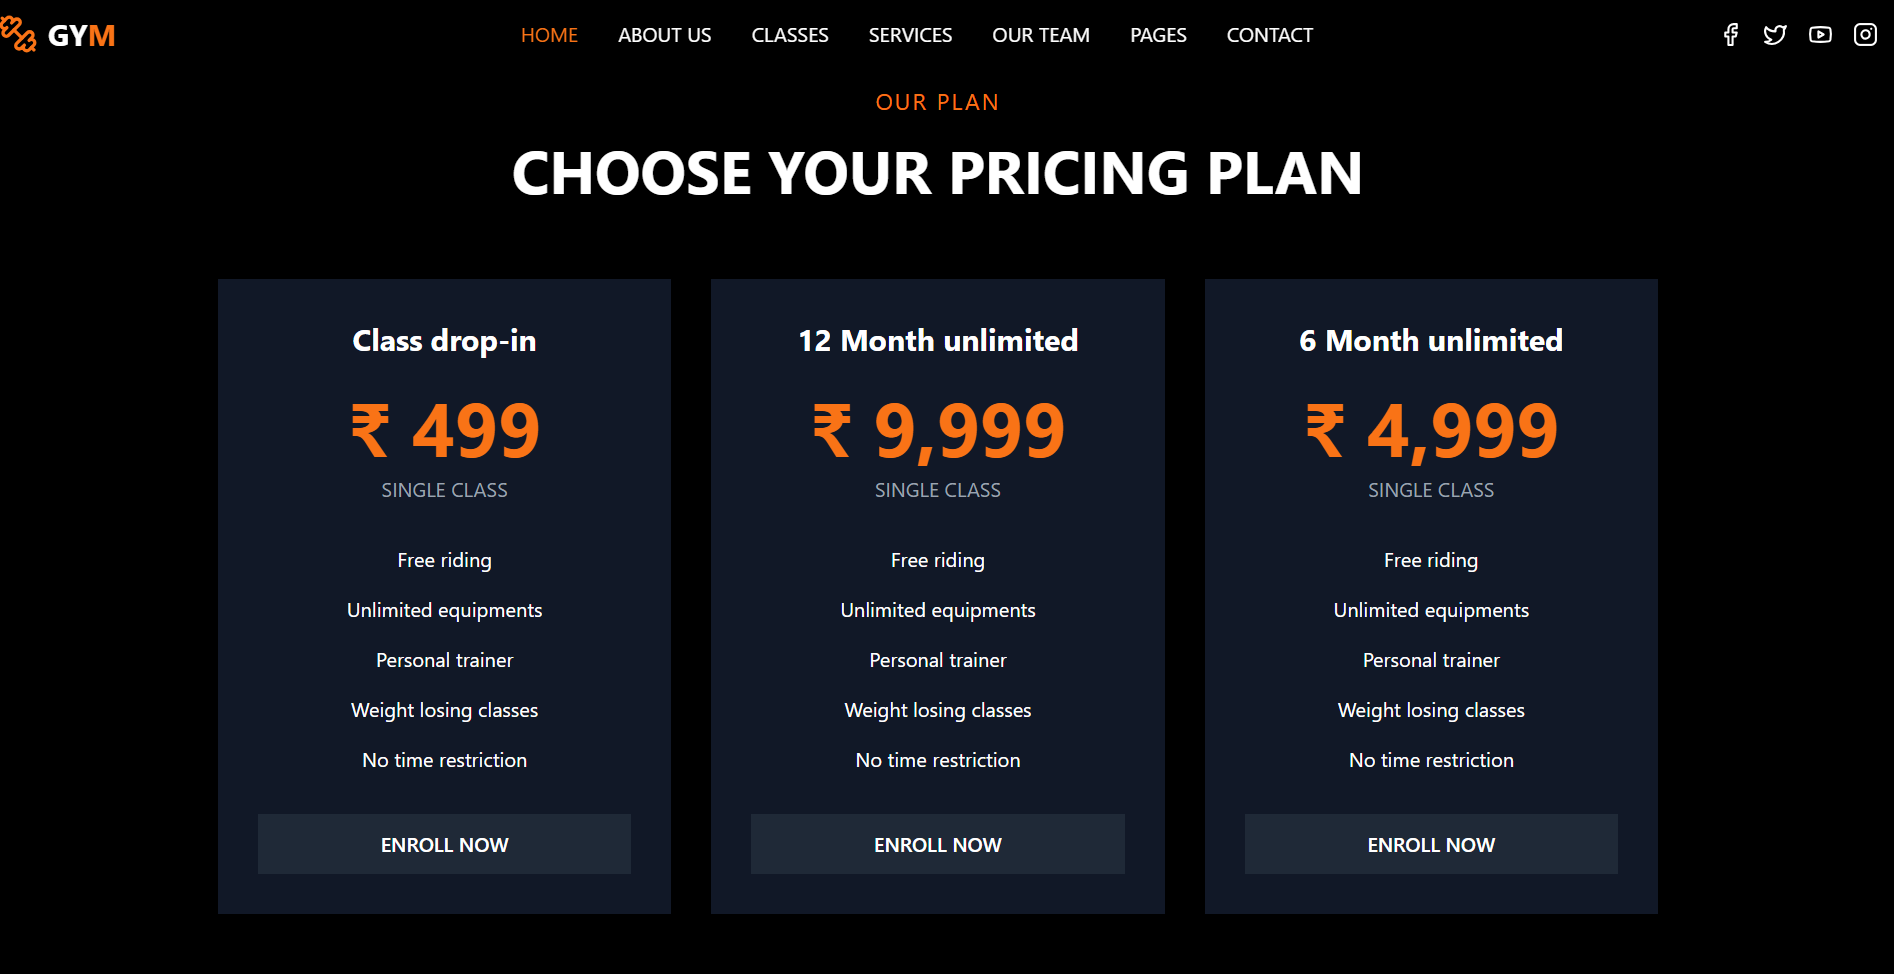 GYM
HOME ABOUT US CLASSES SERVICES OUR TEAM PAGES CONTACT
OUR PLAN
CHOOSE YOUR PRICING PLAN
Class drop-in
₹ 499
SINGLE CLASS
Free riding
Unlimited equipments
Personal trainer
Weight losing classes
No time restriction
ENROLL NOW
12 Month unlimited
₹ 9,999
SINGLE CLASS
Free riding
Unlimited equipments
Personal trainer
Weight losing classes
No time restriction
ENROLL NOW
6 Month unlimited
₹ 4,999
SINGLE CLASS
Free riding
Unlimited equipments
Personal trainer
Weight losing classes
No time restriction
ENROLL NOW